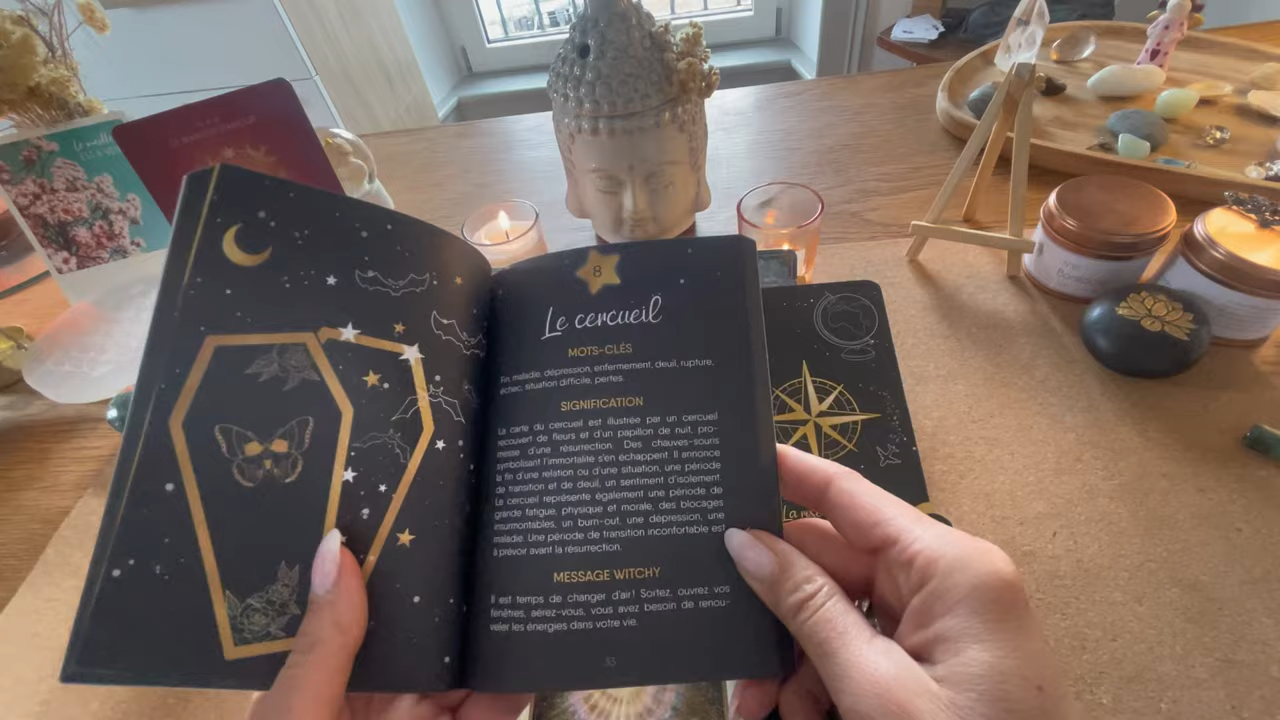 8
Le cercueil
MOTS-CLÉS
Fin, maladie, dépression, enfermement, deuil, rupture,
échec, situation difficile, pertes.
SIGNIFICATION
La carte du cercueil est illustrée par un cercueil
recouvert de fleurs et d'un papillon de nuit, pro-
messe d'une résurrection. Des chauves-souris
symbolisant l'immortalité s'en échappent. Il annonce
la fin d'une relation ou d'une situation, une période
de transition et de deuil, un sentiment d'isolement.
Le cercueil représente également une période de
grande fatigue, physique et morale, des blocages
insurmontables, un burn-out, une dépression, une
maladie. Une période de transition inconfortable est
à prévoir avant la résurrection.
MESSAGE WITCHY
Il est temps de changer d'air! Sortez, ouvrez vos
fenêtres, aérez-vous, vous avez besoin de renou-
veler les énergies dans votre vie.
33
La